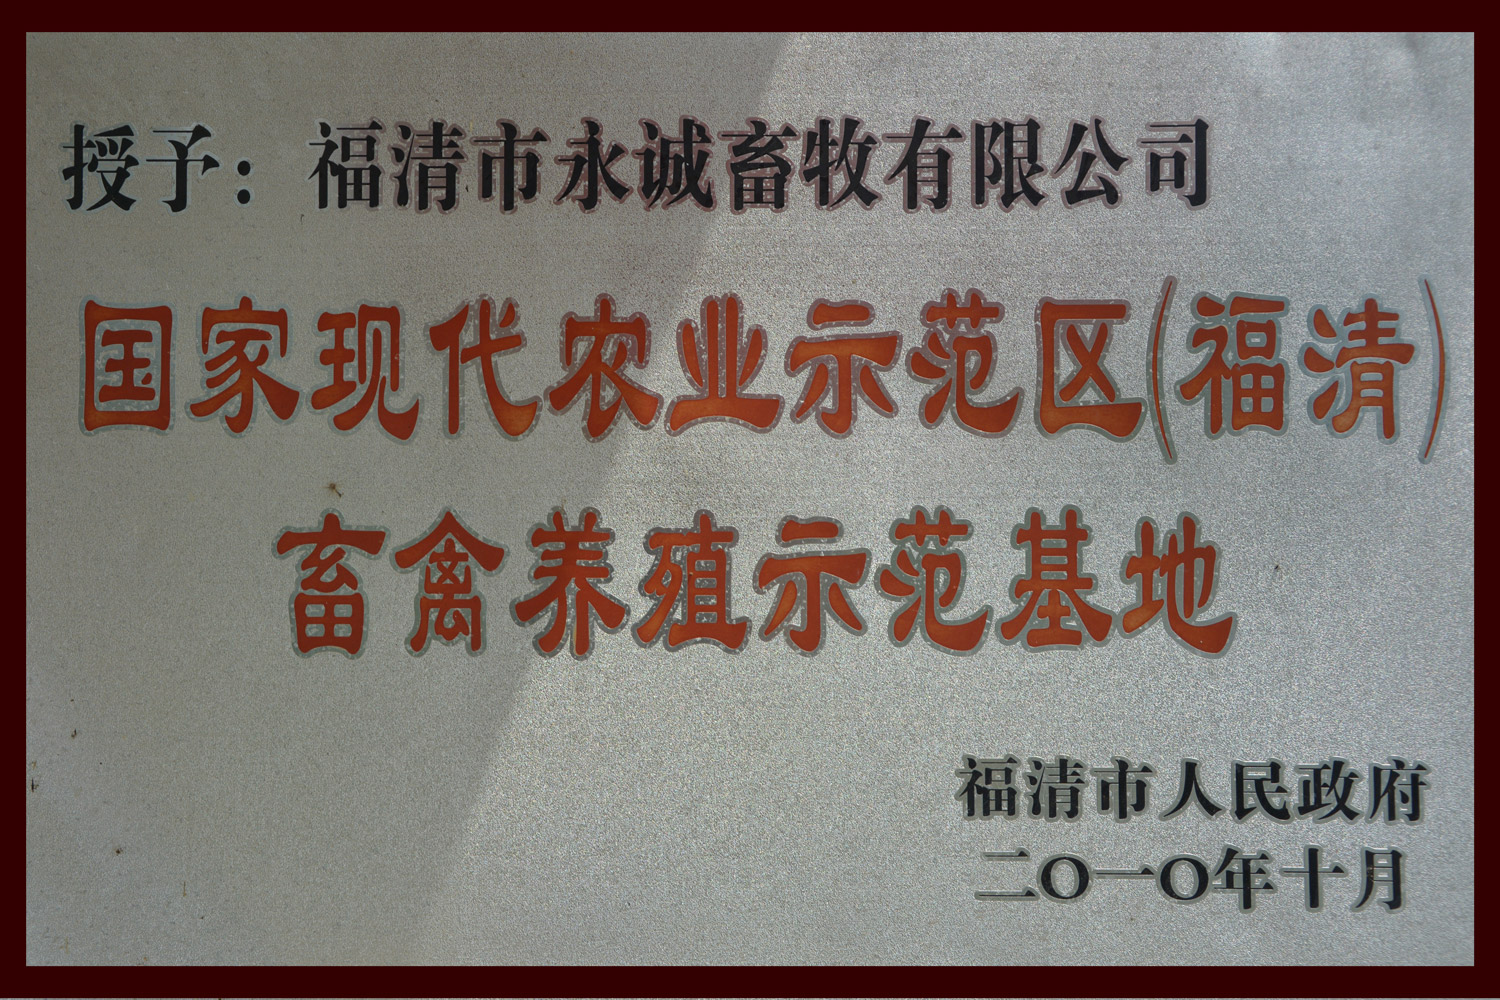 授予：福清市永诚畜牧有限公司
国家现代农业示范区(福清)
畜禽养殖示范基地
福清市人民政府
二〇一〇年十月